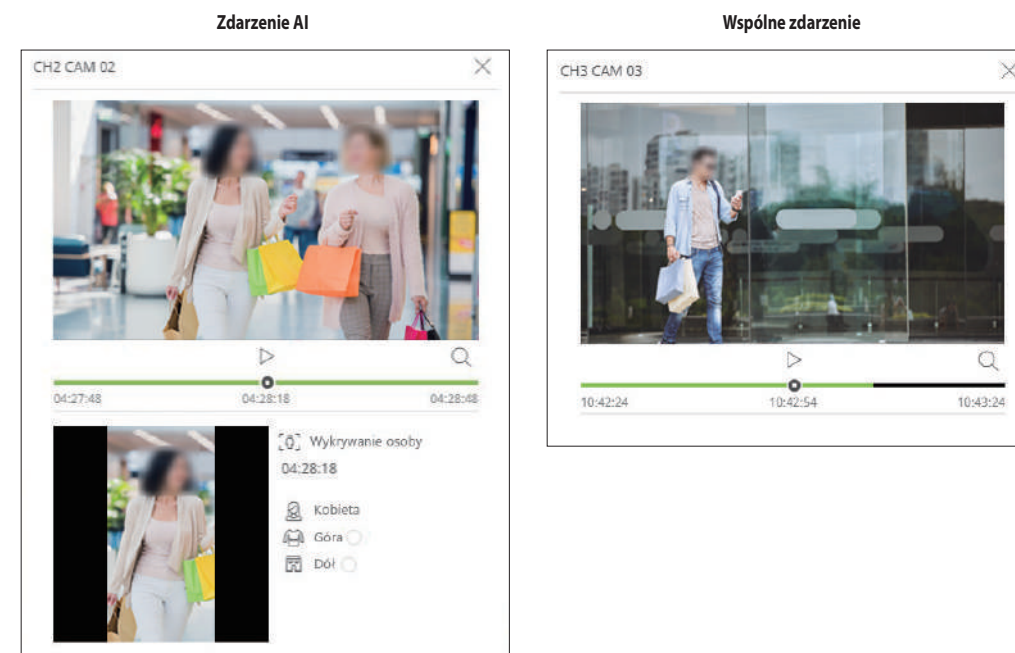 Zdarzenie AI
CH2 CAM 02
04:27:48
04:28:18
04:28:48
Wykrywanie osoby
04:28:18
Kobieta
Góra
Dół
Wspólne zdarzenie
CH3 CAM 03
10:42:24
10:42:54
10:43:24